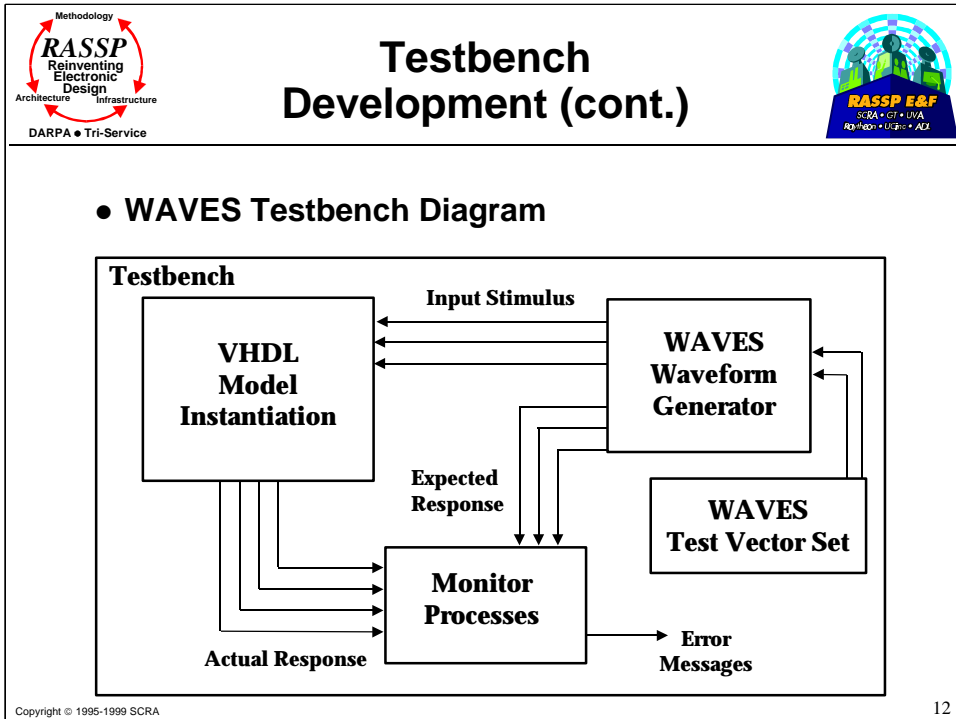 Methodology
RASSP
Reinventing
Electronic
Design
Architecture
Infrastructure
DARPA ● Tri-Service
Testbench
Development (cont.)
RASSP E&F
SCRA • GT • UVA
Raytheon • UCinc • ADL
● WAVES Testbench Diagram
Testbench
VHDL
Model
Instantiation
Input Stimulus
WAVES
Waveform
Generator
Expected
Response
WAVES
Test Vector Set
Monitor
Processes
Actual Response
Error
Messages
Copyright © 1995-1999 SCRA
12